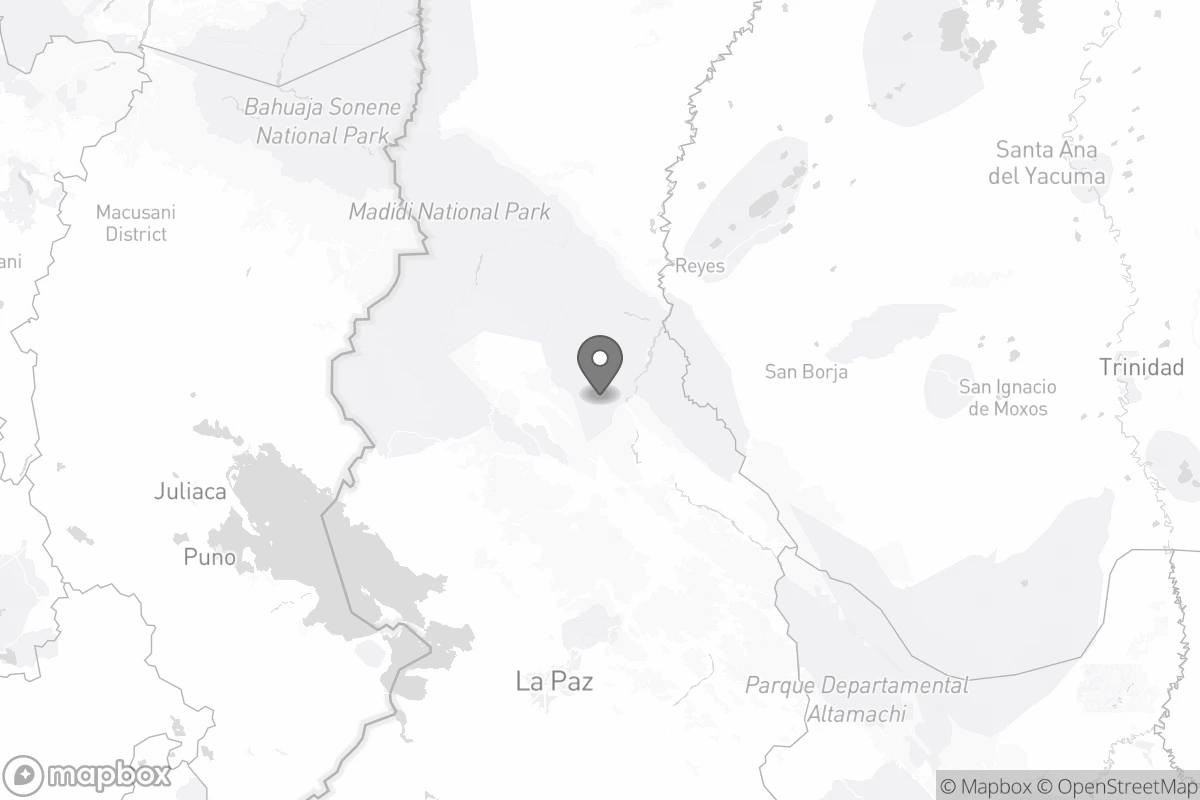 Bahuaja Sonene
National Park
Santa Ana
del Yacuma
Madidi National Park
Macusani
District
ani
Reyes
San Borja
Trinidad
San Ignacio
de Moxos
Juliaca
Puno
La Paz
Parque Departamental
Altamachi
mapbox
© Mapbox © OpenStreetMap